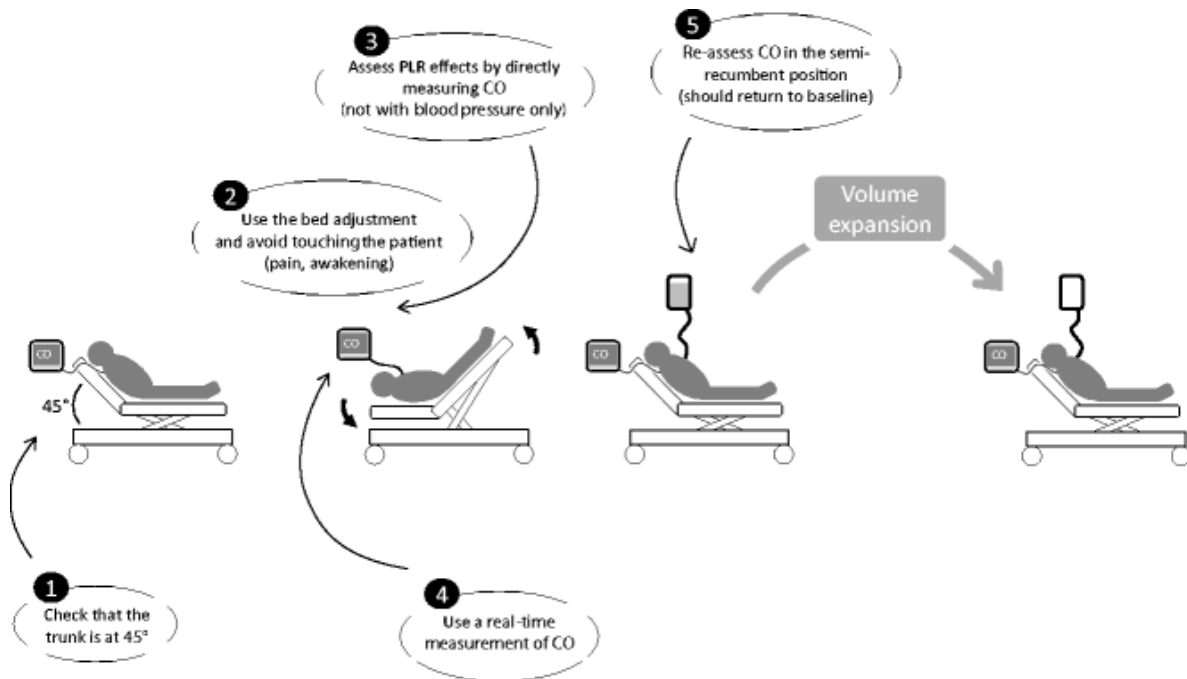 1
Check that the
trunk is at 45°
2
Use the bed adjustment
and avoid touching the patient
(pain, awakening)
3
Assess PLR effects by directly
measuring CO
(not with blood pressure only)
4
Use a real-time
measurement of CO
5
Re-assess CO in the semi-
recumbent position
(should return to baseline)
Volume
expansion
CO
45°
CO
CO
CO